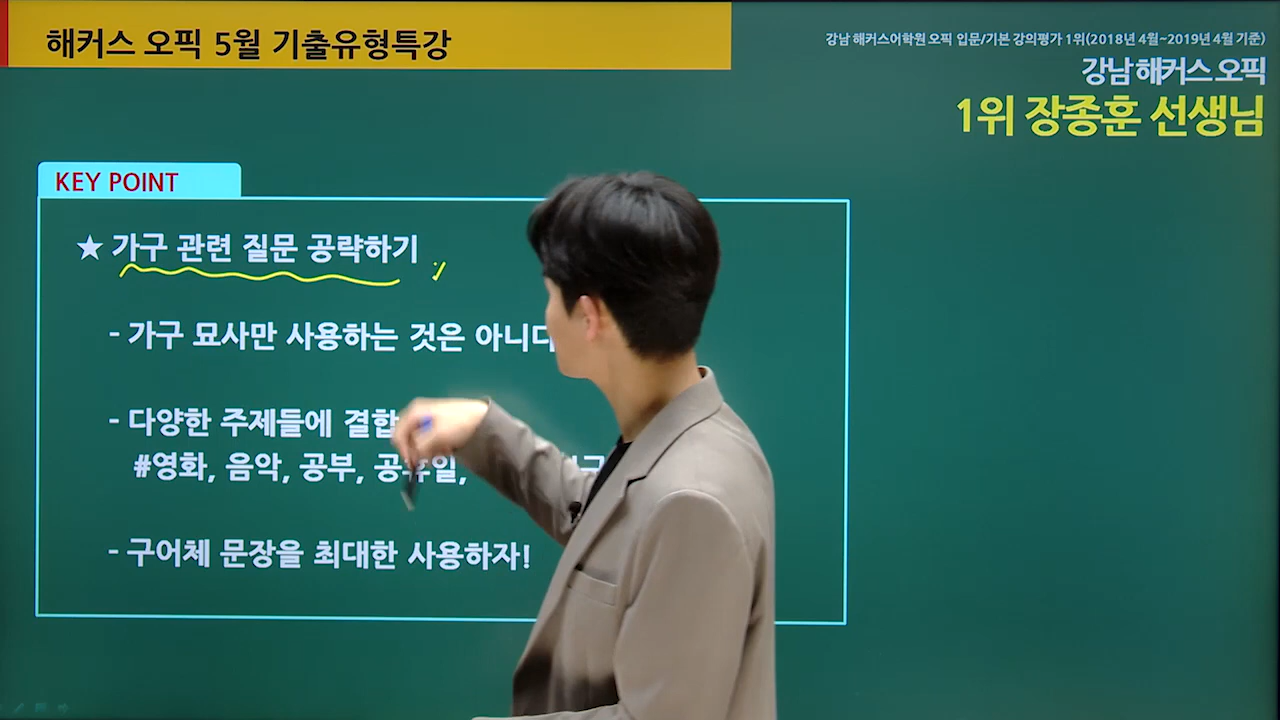 해커스 오픽 5월 기출유형특강
강남 해커스어학원 오픽 입문/기본 강의평가 1위(2018년 4월~2019년 4월 기준)
강남 해커스 오픽
1위 장종훈 선생님
KEY POINT
★ 가구 관련 질문 공략하기
- 가구 묘사만 사용하는 것은
- 다양한 주제들에
#영화, 음악, 공부, 공휴일,
- 구어체 문장을 최대한 사용하자!